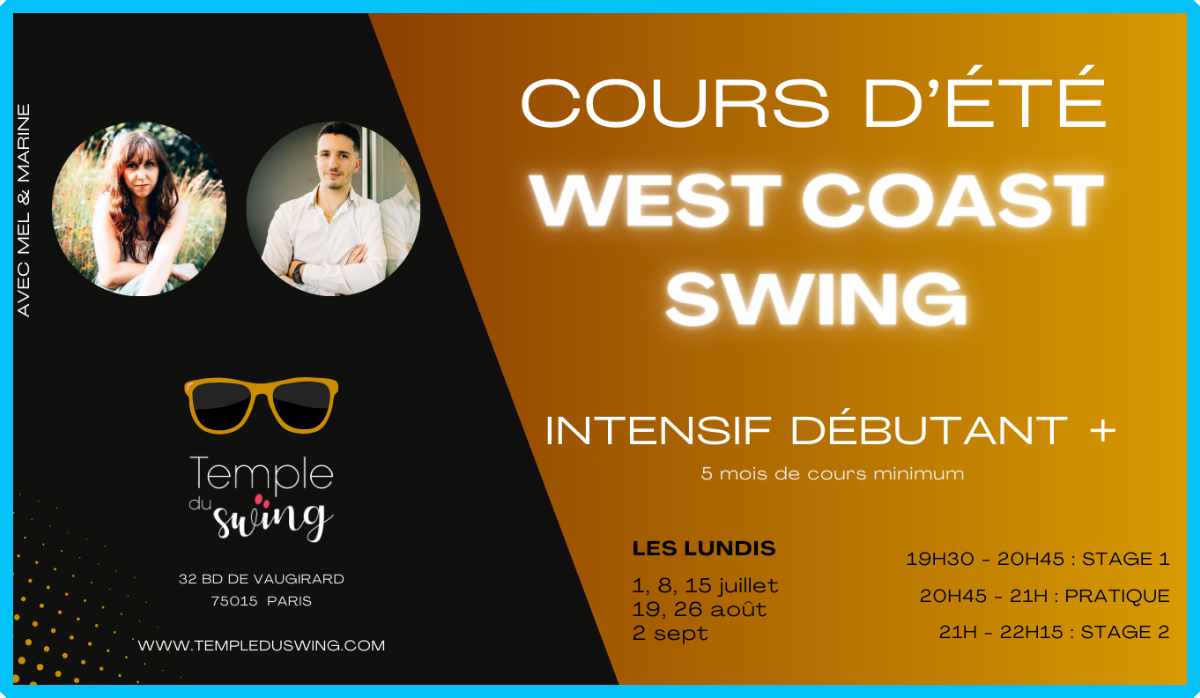 AVEC MEL & MARINE
COURS D'ÉTÉ
WEST COAST
SWING
INTENSIF DÉBUTANT +
5 mois de cours minimum
Temple
du swing
32 BD DE VAUGIRARD
75015 PARIS
WWW.TEMPLEDUSWING.COM
LES LUNDIS
1, 8, 15 juillet
19, 26 août
2 sept
19H30 - 20H45 : STAGE 1
20H45 - 21H : PRATIQUE
21H - 22H15 : STAGE 2